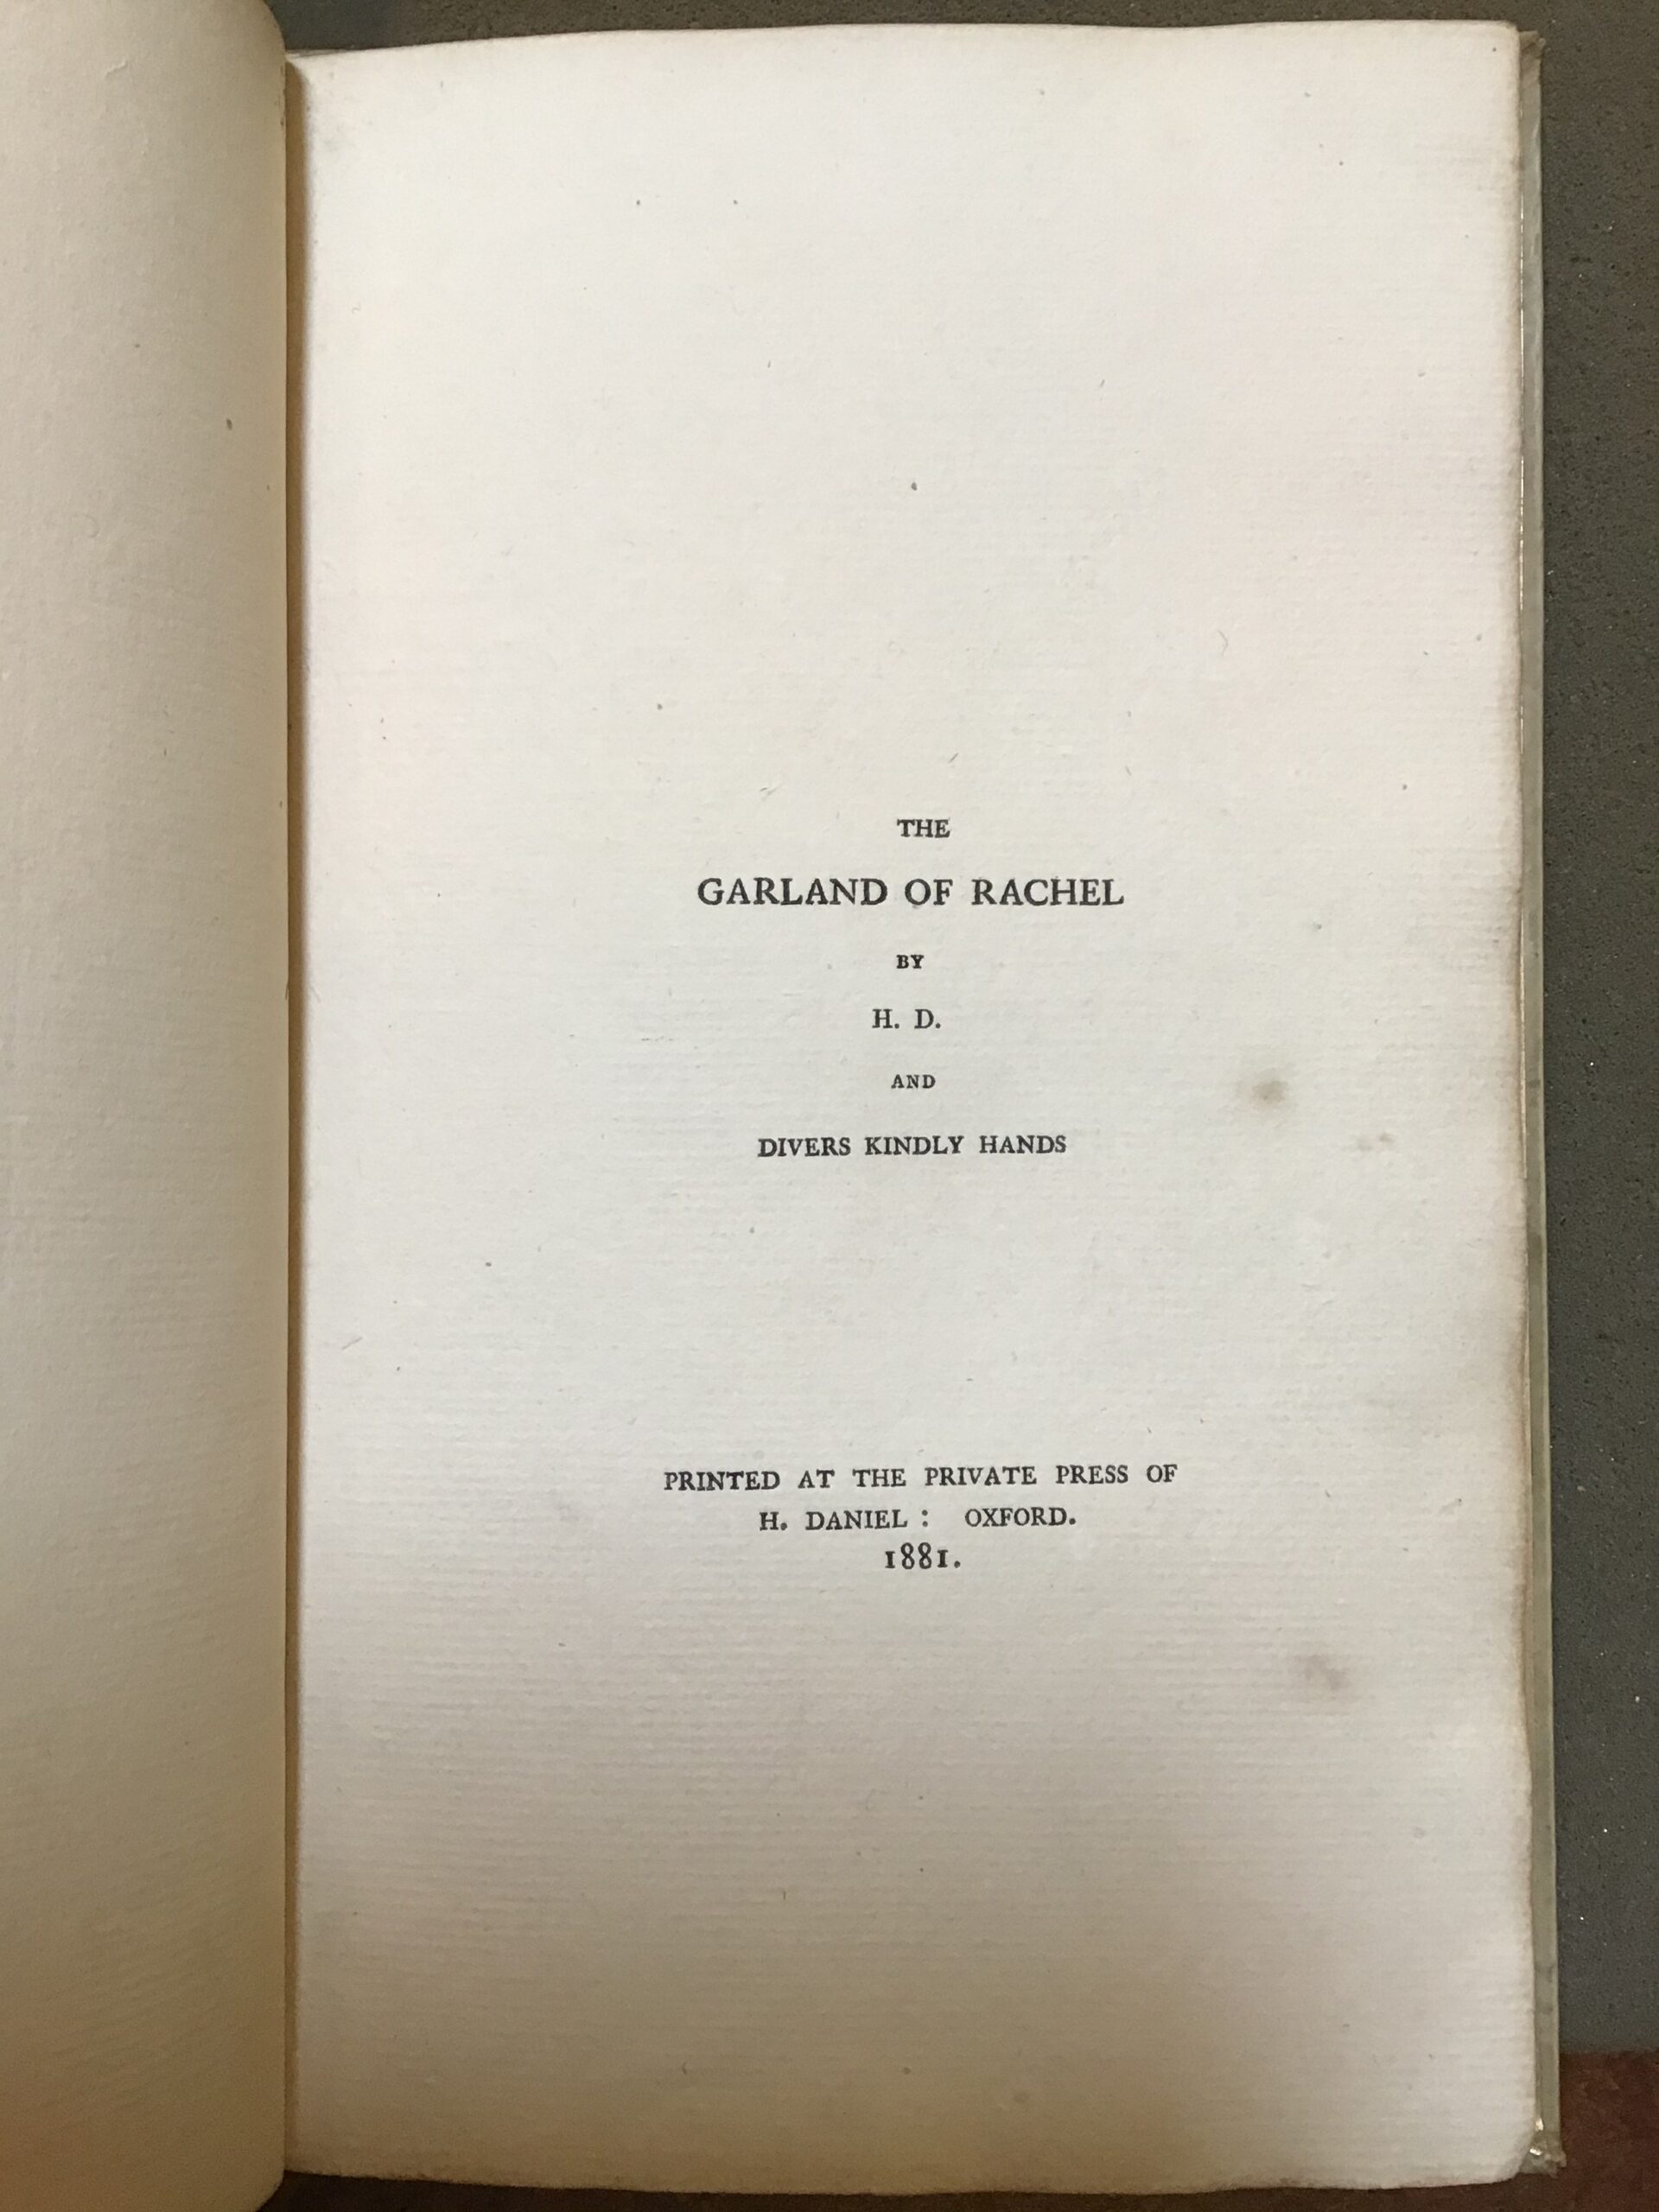 THE
GARLAND OF RACHEL
BY
H. D.
AND
DIVERS KINDLY HANDS
PRINTED AT THE PRIVATE PRESS OF
H. DANIEL : OXFORD.
1881.